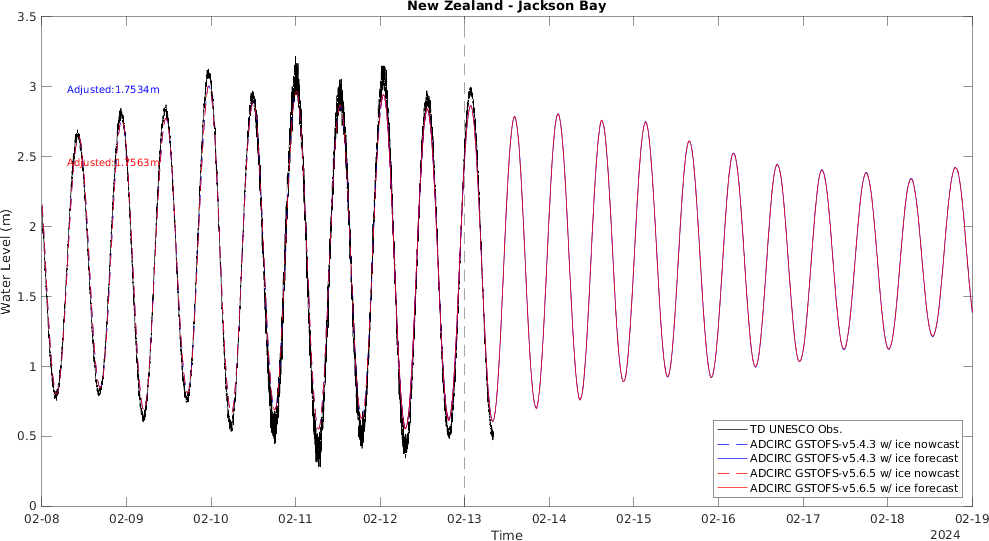 New Zealand - Jackson Bay
3.5
3
2.5
2
1.5
1
0.5
0
Water Level (m)
Adjusted:1.7534m
Adjusted:1.7563m
TD UNESCO Obs.
ADCIRC GSTOFS-v5.4.3 w/ ice nowcast
ADCIRC GSTOFS-v5.4.3 w/ ice forecast
ADCIRC GSTOFS-v5.6.5 w/ ice nowcast
ADCIRC GSTOFS-v5.6.5 w/ ice forecast
02-08 02-09 02-10 02-11 02-12 02-13 02-14 02-15 02-16 02-17 02-18 02-19
Time
2024